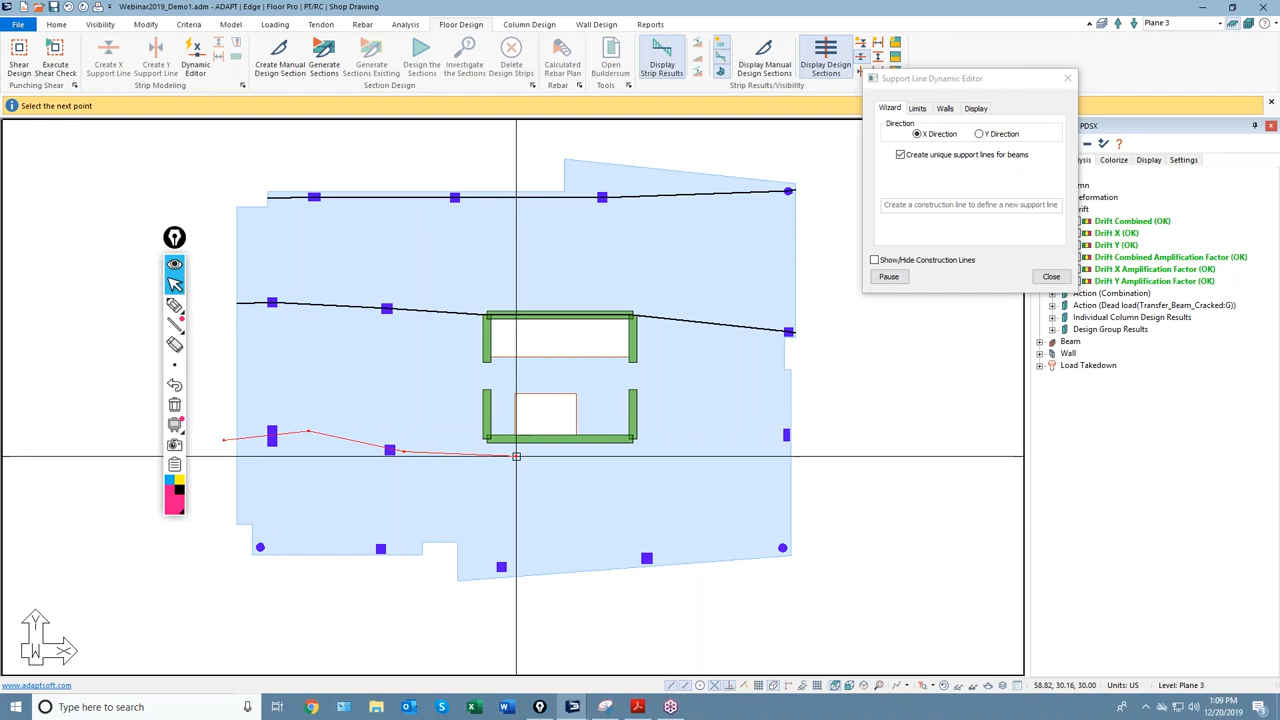 Webinar2019_Demo1.adm - ADAPT | Edge | Floor Pro | PT/RC | Shop Drawing
File Home Visibility Modify Criteria Model Loading Tendon Rebar Analysis Floor Design Column Design Wall Design Reports Plane 3
Shear Design Execute Shear Check Create X Support Line Create Y Support Line Dynamic Editor Create Manual Design Section Generate Sections Generate Sections Existing Design the Sections Investigate the Sections Delete Design Strips Calculated Rebar Plan Open Buildersum Display Strip Results Display Manual Design Sections Display Design Sections
Punching Shear Strip Modeling Section Design Rebar Tools Strip Results/Visibility
Select the next point
Support Line Dynamic Editor
Wizard Limits Walls Display
Direction
X Direction Y Direction
Create unique support lines for beams
Create a construction line to define a new support line
Show/Hide Construction Lines
Pause Close
PDSX
lysis Colorize Display Settings
mn
eformation
rift
Drift Combined (OK)
Drift X (OK)
Drift Y (OK)
Drift Combined Amplification Factor (OK)
Drift X Amplification Factor (OK)
Drift Y Amplification Factor (OK)
Action (Combination)
Action (Dead load(Transfer_Beam_Cracked:G))
Individual Column Design Results
Design Group Results
Beam
Wall
Load Takedown
Y
W X
www.adaptsoft.com
58.82, 30.16, 30.00 Units: US Level: Plane 3
Type here to search
1:09 PM
12/20/2019